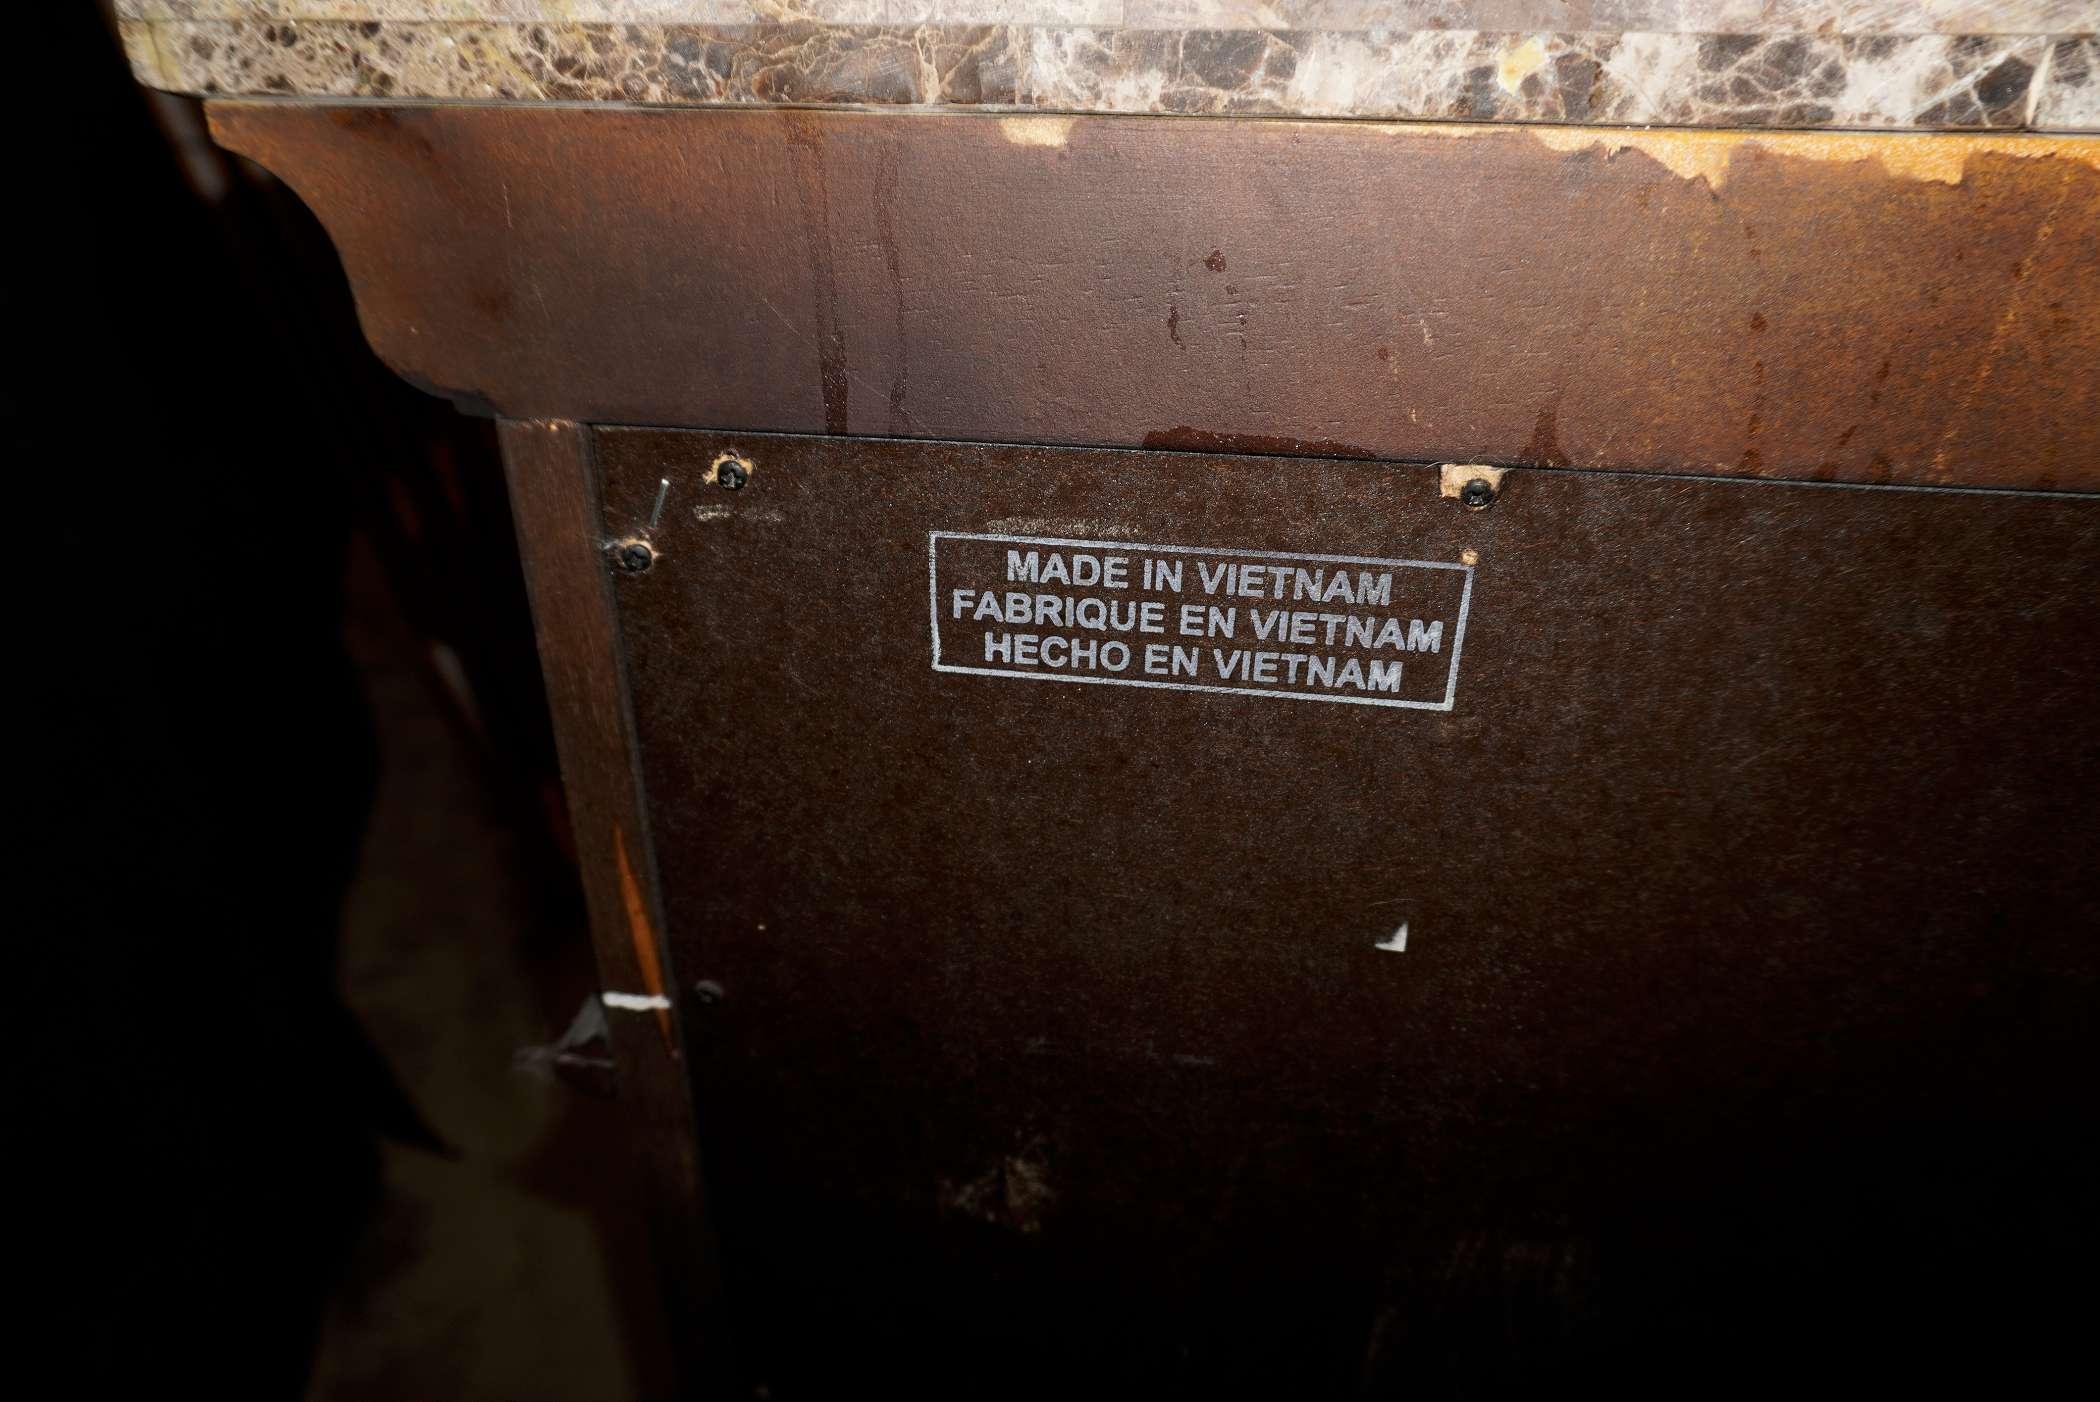 MADE IN VIETNAM
FABRIQUE EN VIETNAM
HECHO EN VIETNAM